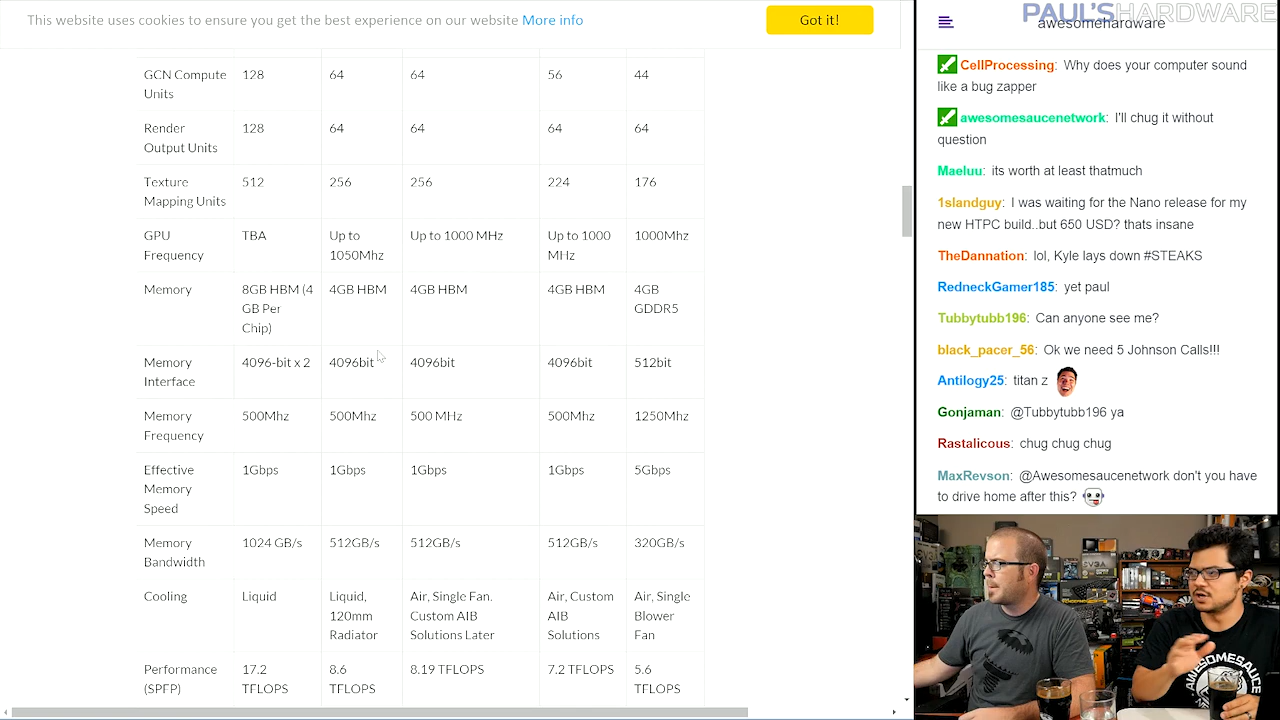 This website uses cookies to ensure you get the best experience on our website More info
Got it!
GCN Compute Units 128 64 64 56 44
Render Output Units 128 64 64 64 64
Texture Mapping Units 512 256 256 224 176
GPU Frequency TBA Up to 1050Mhz Up to 1000 MHz Up to 1000 MHz 1000Mhz
Memory 8GB HBM (4 GB Per Chip) 4GB HBM 4GB HBM 4GB HBM 4GB GDDR5
Memory Interface 4096-bit x 2 4096bit 4096bit 4096bit 512bit
Memory Frequency 500Mhz 500Mhz 500 MHz 500Mhz 1250Mhz
Effective Memory Speed 1Gbps 1Gbps 1Gbps 1Gbps 5Gbps
Memory Bandwidth 1024 GB/s 512GB/s 512GB/s 512GB/s 320GB/s
Cooling Liquid Liquid, 120mm Radiator Air, Single Fan. Custom AIB Solutions Later Air, Custom AIB Solutions Air, Single Blower Fan
Performance (SPFP) 17.2 TFLOPS 8.6 TFLOPS 8.19 TFLOPS 7.2 TFLOPS 5.6 TFLOPS
PAUL'SHARDWARE
awesomehardware
CellProcessing: Why does your computer sound
like a bug zapper
awesomesaucenetwork: I'll chug it without
question
Maeluu: its worth at least thatmuch
1slandguy: I was waiting for the Nano release for my
new HTPC build..but 650 USD? thats insane
TheDannation: lol, Kyle lays down #STEAKS
RedneckGamer185: yet paul
Tubbytubb196: Can anyone see me?
black_pacer_56: Ok we need 5 Johnson Calls!!!
Antilogy25: titan z
Gonjaman: @Tubbytubb196 ya
Rastalicous: chug chug chug
MaxRevson: @Awesomesaucenetwork don't you have
to drive home after this?
AWESOMESAUCE